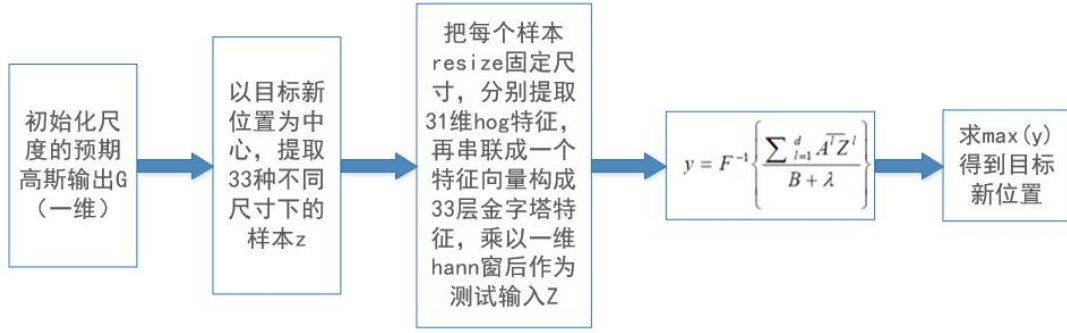 初始化尺
度的预期
高斯输出G
（一维）
以目标新
位置为中
心，提取
33种不同
尺寸下的
样本z
把每个样本
resize固定尺
寸，分别提取
31维hog特征，
再串联成一个
特征向量构成
33层金字塔特
征，乘以一维
hann窗后作为
测试输入Z
y = F⁻¹{ (∑_{l=1}^{d} \overline{A^l} Z^l) / (B + λ) }
求max(y)
得到目标
新位置